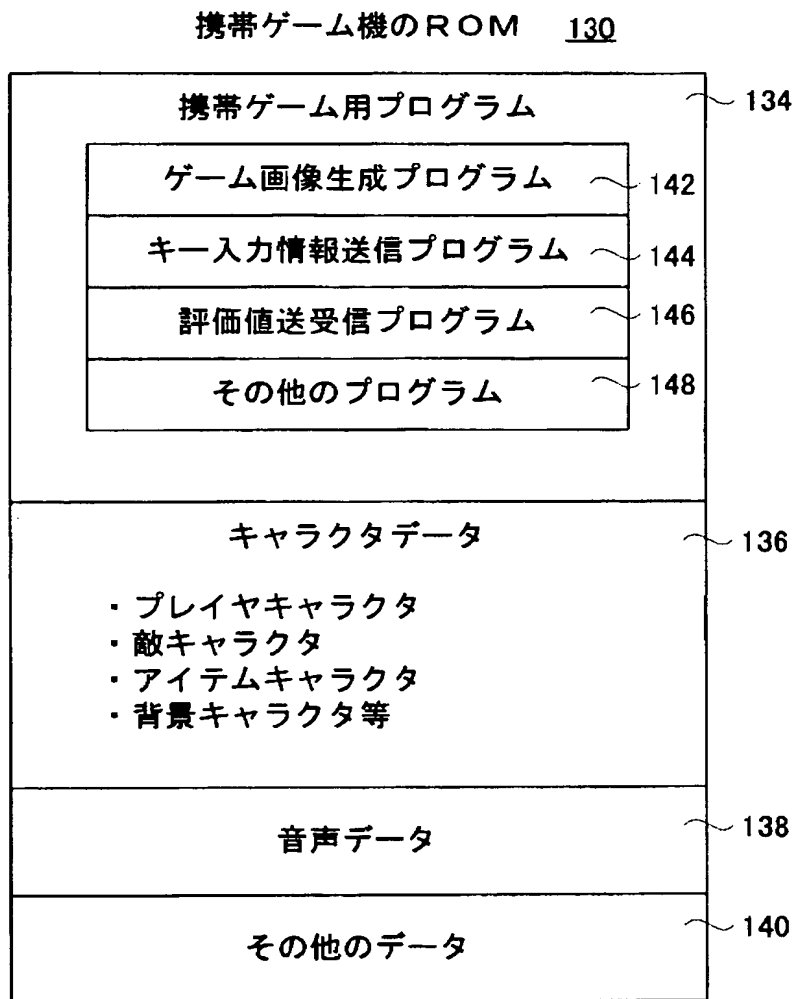 携帯ゲーム機のＲＯＭ 130
携帯ゲーム用プログラム 134
ゲーム画像生成プログラム 142
キー入力情報送信プログラム 144
評価値送受信プログラム 146
その他のプログラム 148
キャラクタデータ 136
・プレイヤキャラクタ
・敵キャラクタ
・アイテムキャラクタ
・背景キャラクタ等
音声データ 138
その他のデータ 140